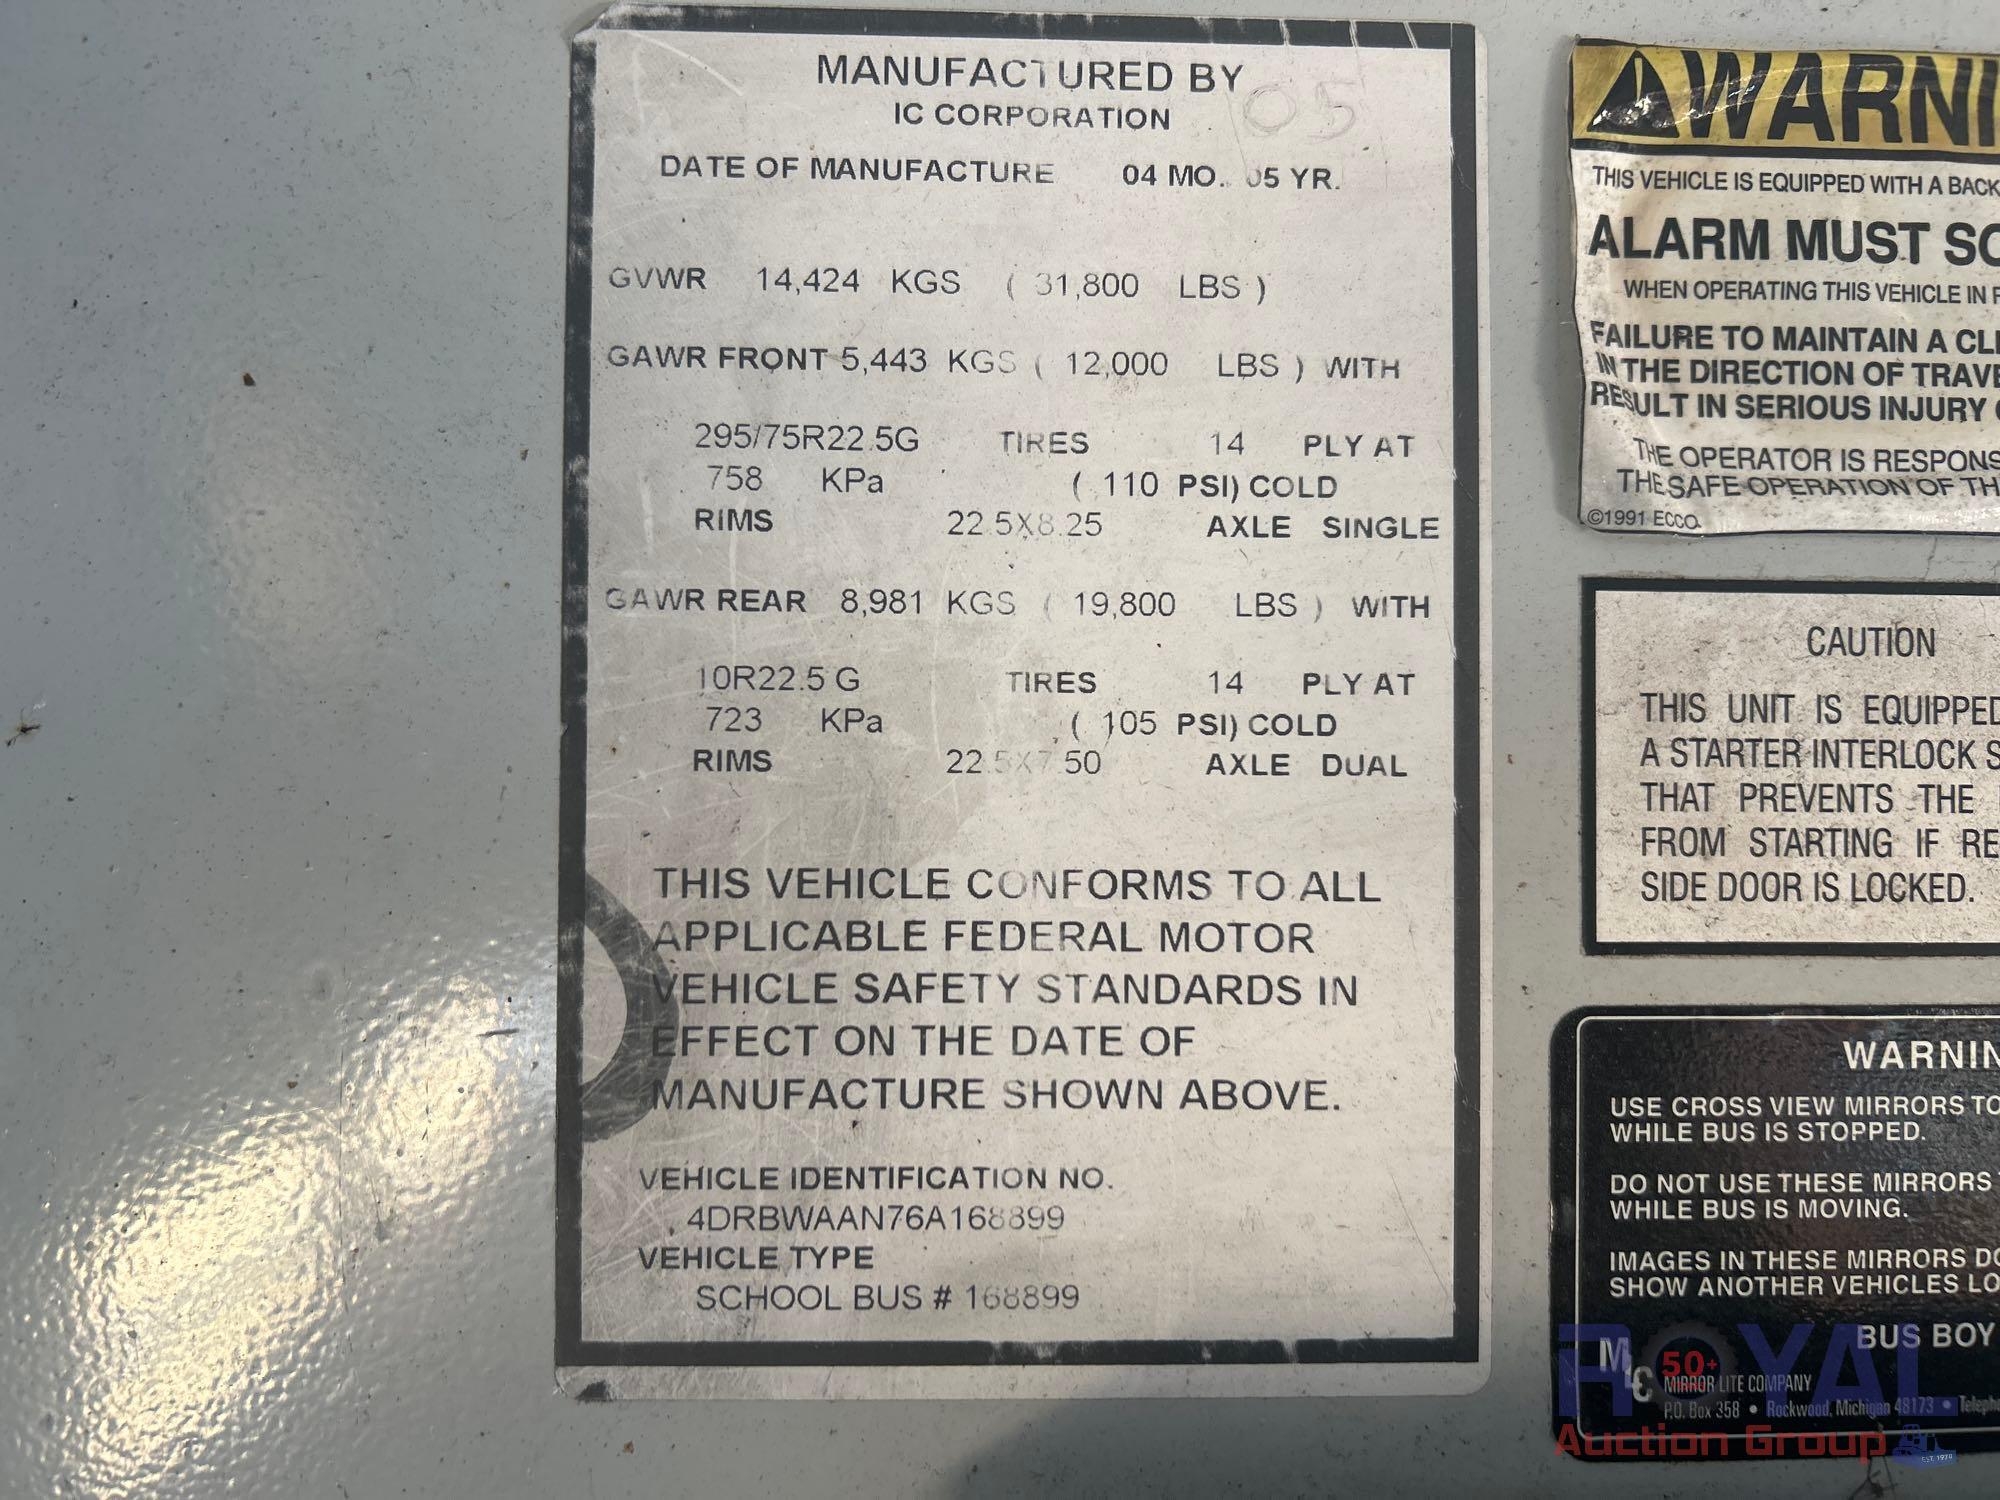 MANUFACTURED BY
IC CORPORATION
05
DATE OF MANUFACTURE 04 MO. 05 YR.
GVWR 14,424 KGS ( 31,800 LBS )
GAWR FRONT 5,443 KGS ( 12,000 LBS ) WITH
295/75R22.5G TIRES 14 PLY AT
758 KPa ( 110 PSI) COLD
RIMS 22.5X8.25 AXLE SINGLE
GAWR REAR 8,981 KGS ( 19,800 LBS ) WITH
10R22.5 G TIRES 14 PLY AT
723 KPa ( 105 PSI) COLD
RIMS 22.5X7.50 AXLE DUAL
THIS VEHICLE CONFORMS TO ALL
APPLICABLE FEDERAL MOTOR
VEHICLE SAFETY STANDARDS IN
EFFECT ON THE DATE OF
MANUFACTURE SHOWN ABOVE.
VEHICLE IDENTIFICATION NO.
4DRBWAAN76A168899
VEHICLE TYPE
SCHOOL BUS # 168899
WARNI
THIS VEHICLE IS EQUIPPED WITH A BACK
ALARM MUST SO
WHEN OPERATING THIS VEHICLE IN
FAILURE TO MAINTAIN A CL
IN THE DIRECTION OF TRAVE
RESULT IN SERIOUS INJURY
THE OPERATOR IS RESPONS
THE SAFE OPERATION OF TH
©1991 ECCO
CAUTION
THIS UNIT IS EQUIPPED
A STARTER INTERLOCK S
THAT PREVENTS THE
FROM STARTING IF RE
SIDE DOOR IS LOCKED.
WARNIN
USE CROSS VIEW MIRRORS TO
WHILE BUS IS STOPPED.
DO NOT USE THESE MIRRORS
WHILE BUS IS MOVING.
IMAGES IN THESE MIRRORS DO
SHOW ANOTHER VEHICLES LO
BUS BOY
MLC
MIRROR LITE COMPANY
P.O. Box 358 • Rockwood, Michigan 48173 • Teleph
ROYAL
50+
Auction Group
EST. 1970